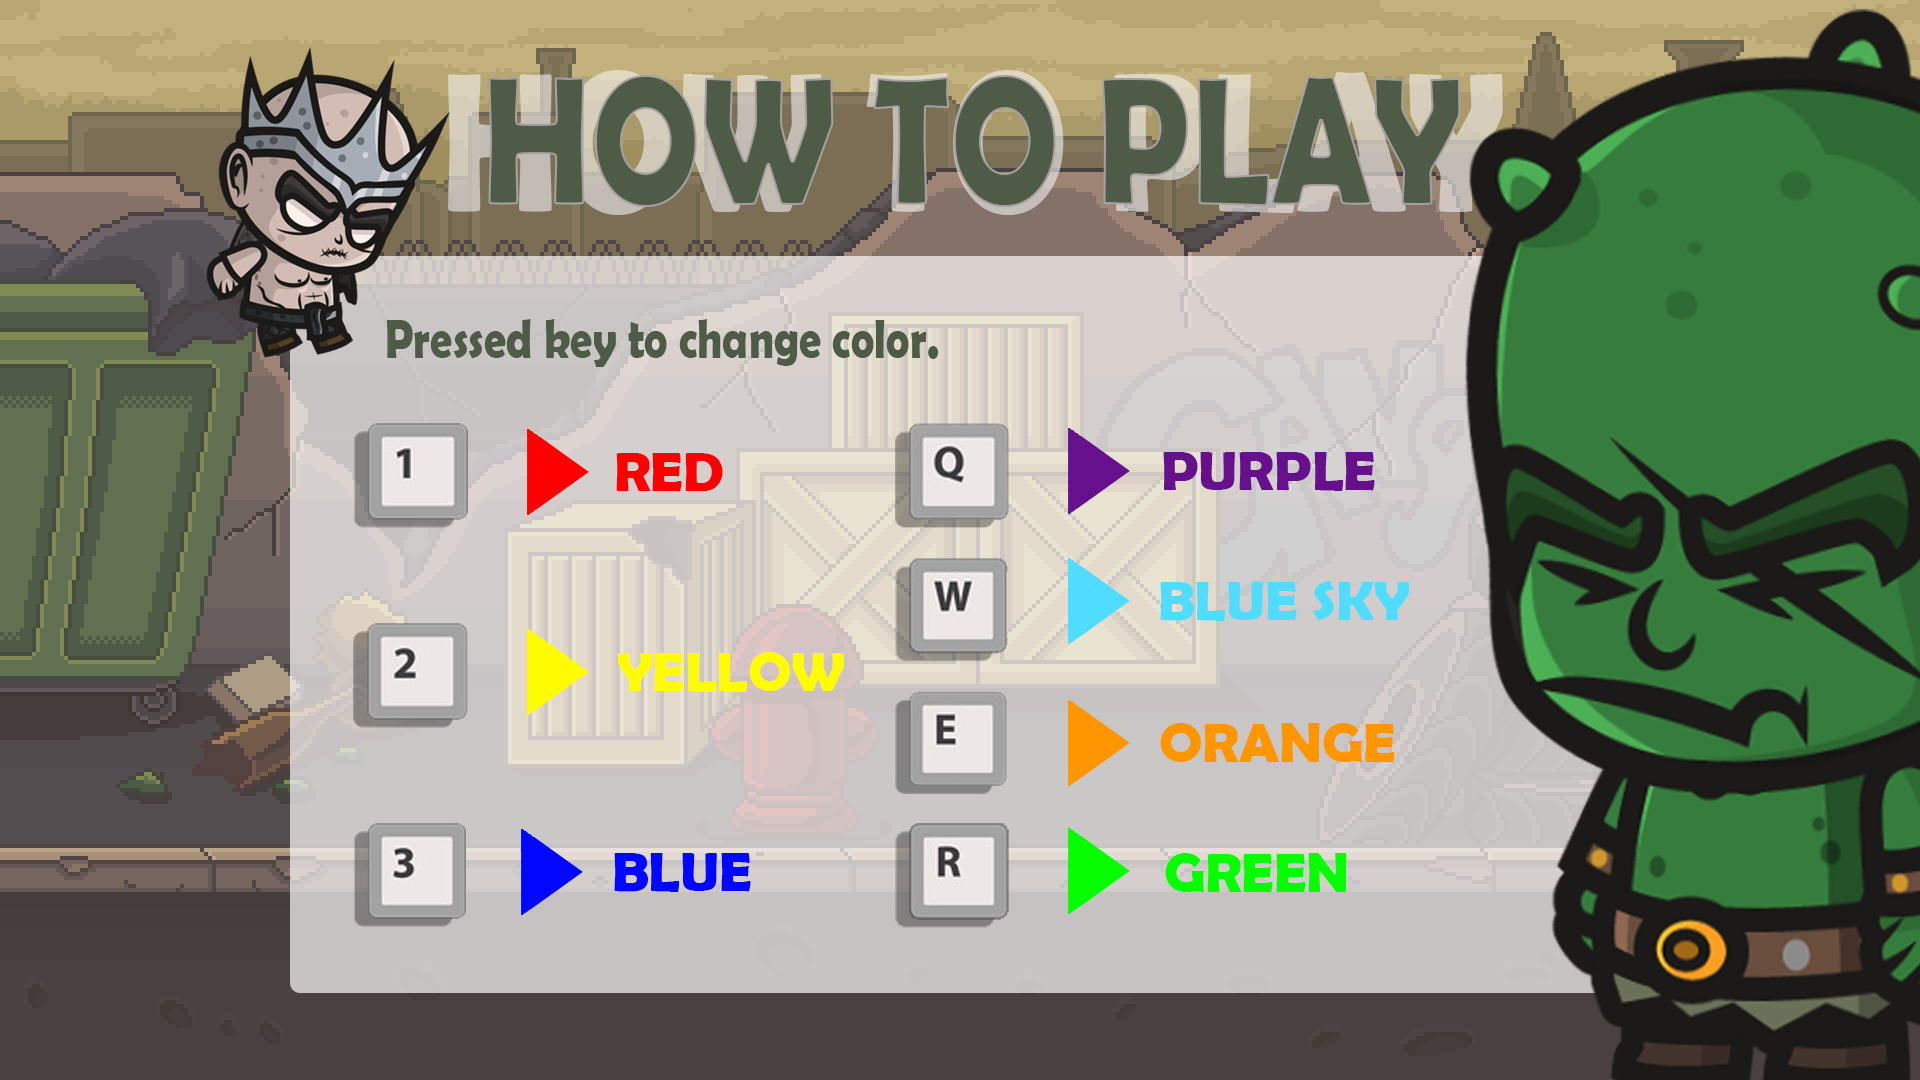 HOW TO PLAY
Pressed key to change color.
1 RED
2 YELLOW
3 BLUE
Q PURPLE
W BLUE SKY
E ORANGE
R GREEN